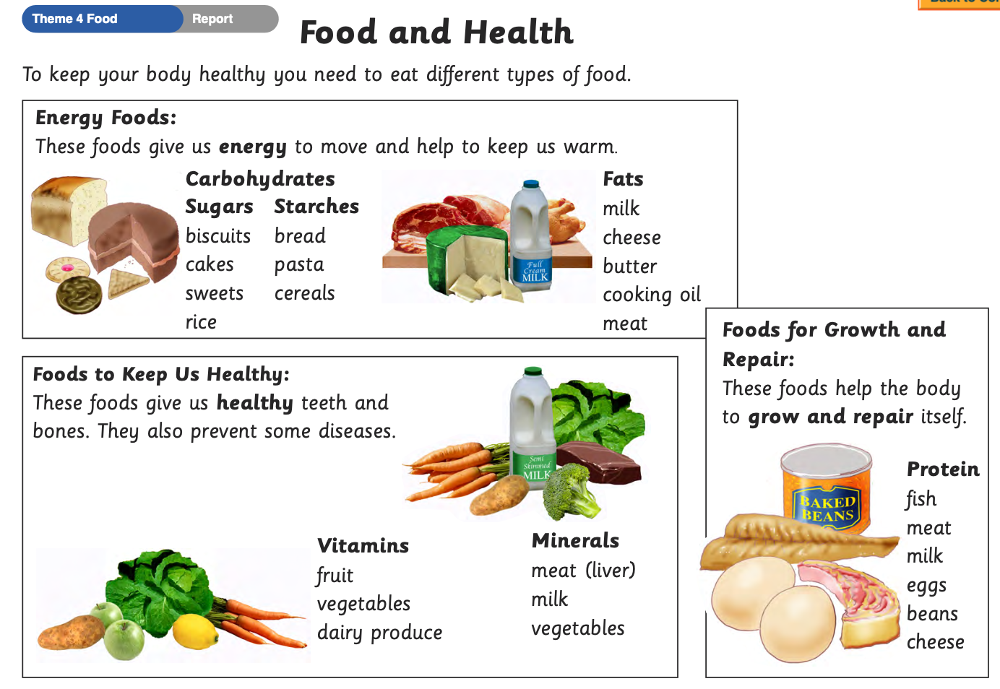 Theme 4 Food Report
Food and Health
To keep your body healthy you need to eat different types of food.
Energy Foods:
These foods give us energy to move and help to keep us warm.
Carbohydrates
Sugars Starches
biscuits bread
cakes pasta
sweets cereals
rice
Full
Cream
MILK
Fats
milk
cheese
butter
cooking oil
meat
Foods to Keep Us Healthy:
These foods give us healthy teeth and
bones. They also prevent some diseases.
Semi
Skimmed
MILK
Vitamins
fruit
vegetables
dairy produce
Minerals
meat (liver)
milk
vegetables
Foods for Growth and
Repair:
These foods help the body
to grow and repair itself.
BAKED
BEANS
Protein
fish
meat
milk
eggs
beans
cheese